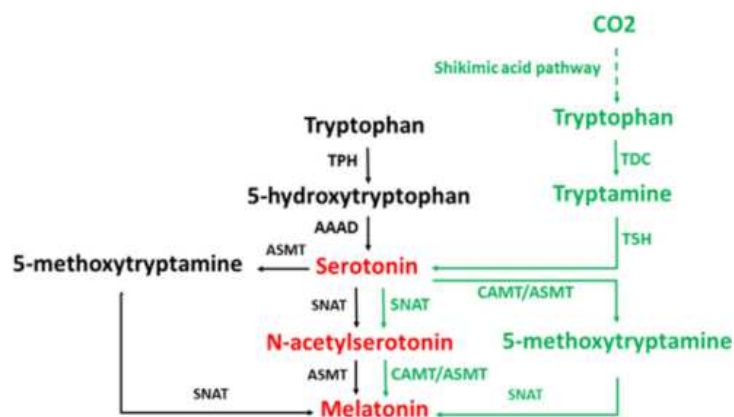 CO2
Shikimic acid pathway
Tryptophan
Tryptophan
TPH
TDC
5-hydroxytryptophan
Tryptamine
AAAD
TSH
ASMT
5-methoxytryptamine
Serotonin
CAMT/ASMT
SNAT
SNAT
N-acetylserotonin
5-methoxytryptamine
ASMT
CAMT/ASMT
SNAT
SNAT
Melatonin